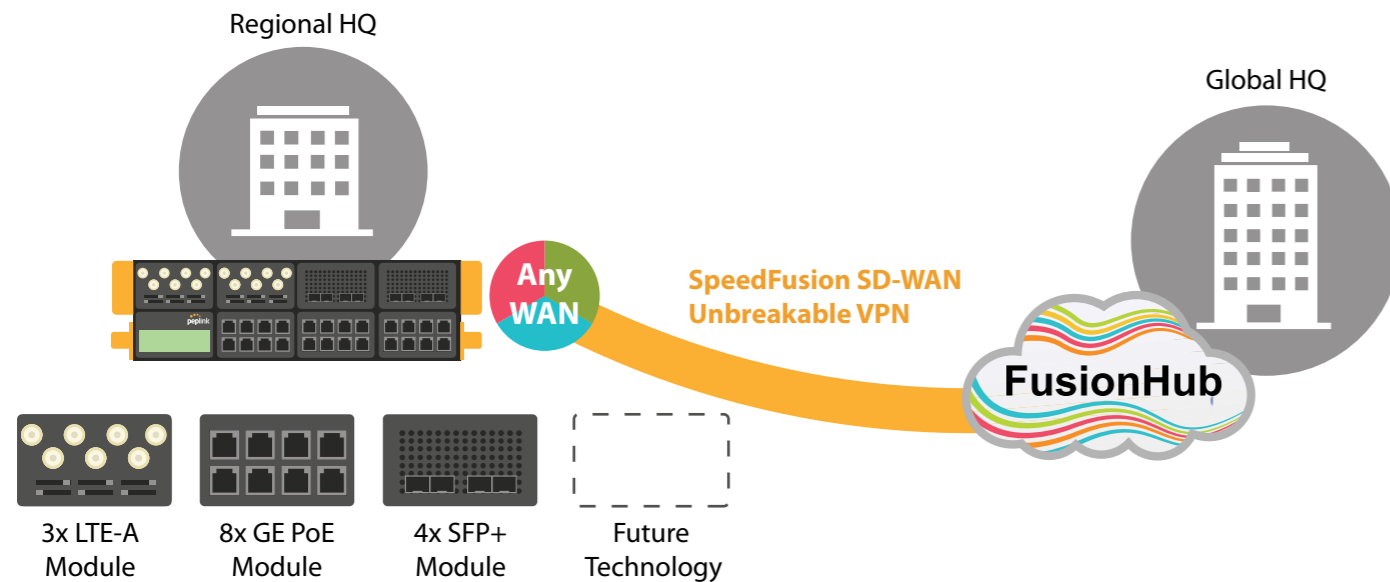 Regional HQ
Global HQ
Any
WAN
SpeedFusion SD-WAN
Unbreakable VPN
peplink
FusionHub
3x LTE-A
Module
8x GE PoE
Module
4x SFP+
Module
Future
Technology